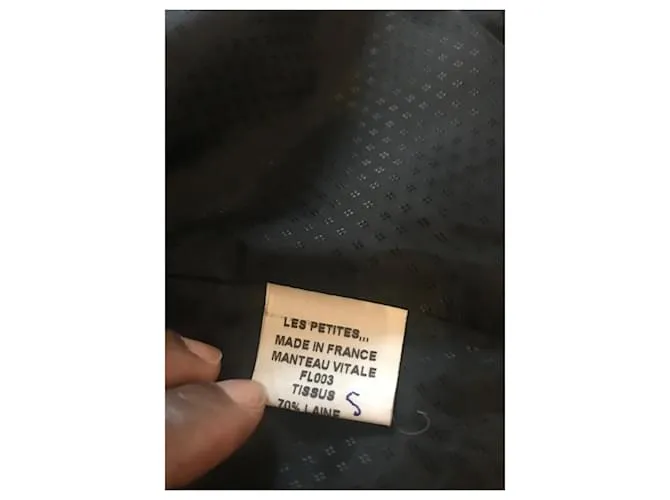 LES PETITES...
MADE IN FRANCE
MANTEAU VITALE
FL003
TISSUS
70% LAINE S